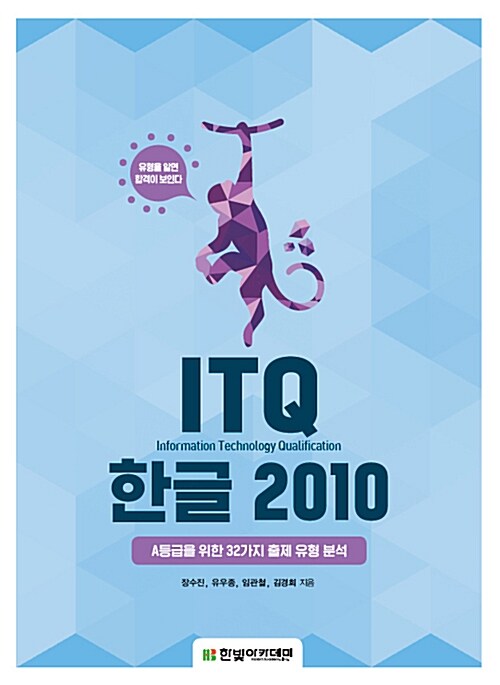 유형을 알면
합격이 보인다
ITQ
Information Technology Qualification
한글 2010
A등급을 위한 32가지 출제 유형 분석
장수진, 유우종, 임관철, 김경희 지음
한빛아카데미